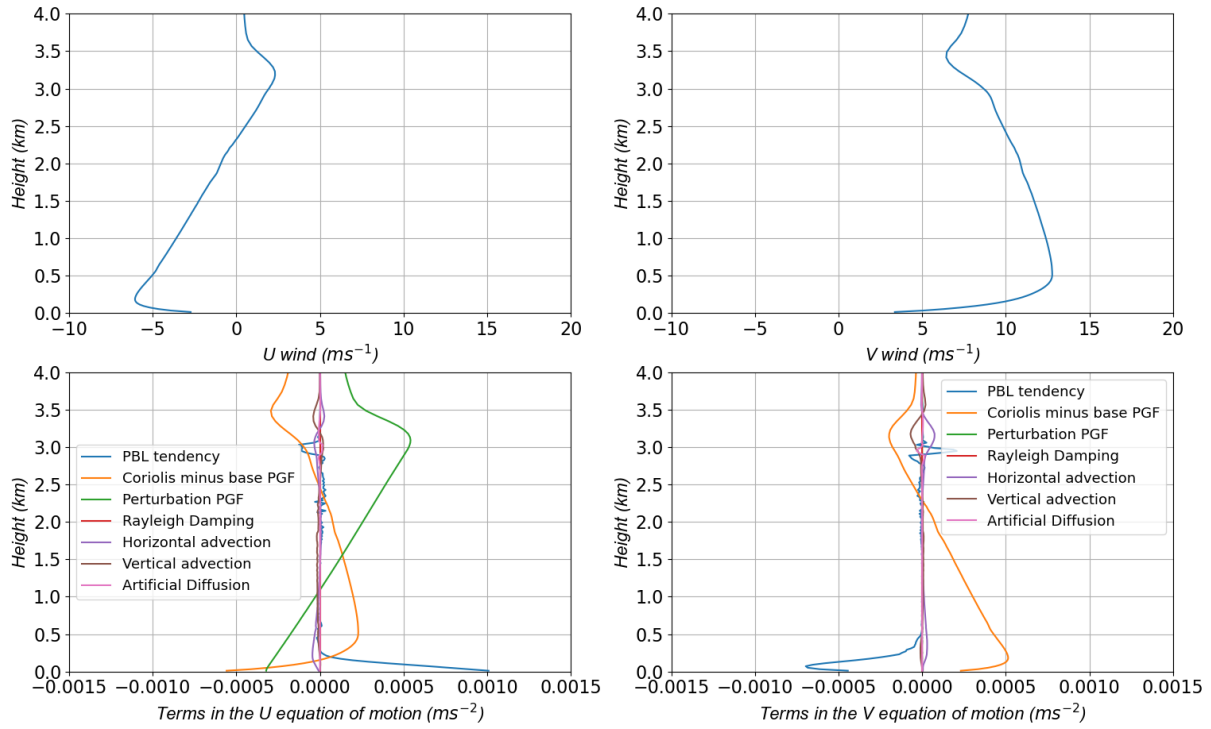 4.0
3.5
3.0
2.5
2.0
1.5
1.0
0.5
0.0
Height (km)
−10 −5 0 5 10 15 20
U wind (ms⁻¹)
4.0
3.5
3.0
2.5
2.0
1.5
1.0
0.5
0.0
Height (km)
−10 −5 0 5 10 15 20
V wind (ms⁻¹)
4.0
3.5
3.0
2.5
2.0
1.5
1.0
0.5
0.0
Height (km)
PBL tendency
Coriolis minus base PGF
Perturbation PGF
Rayleigh Damping
Horizontal advection
Vertical advection
Artificial Diffusion
−0.0015 −0.0010 −0.0005 0.0000 0.0005 0.0010 0.0015
Terms in the U equation of motion (ms⁻²)
4.0
3.5
3.0
2.5
2.0
1.5
1.0
0.5
0.0
Height (km)
PBL tendency
Coriolis minus base PGF
Perturbation PGF
Rayleigh Damping
Horizontal advection
Vertical advection
Artificial Diffusion
−0.0015 −0.0010 −0.0005 0.0000 0.0005 0.0010 0.0015
Terms in the V equation of motion (ms⁻²)